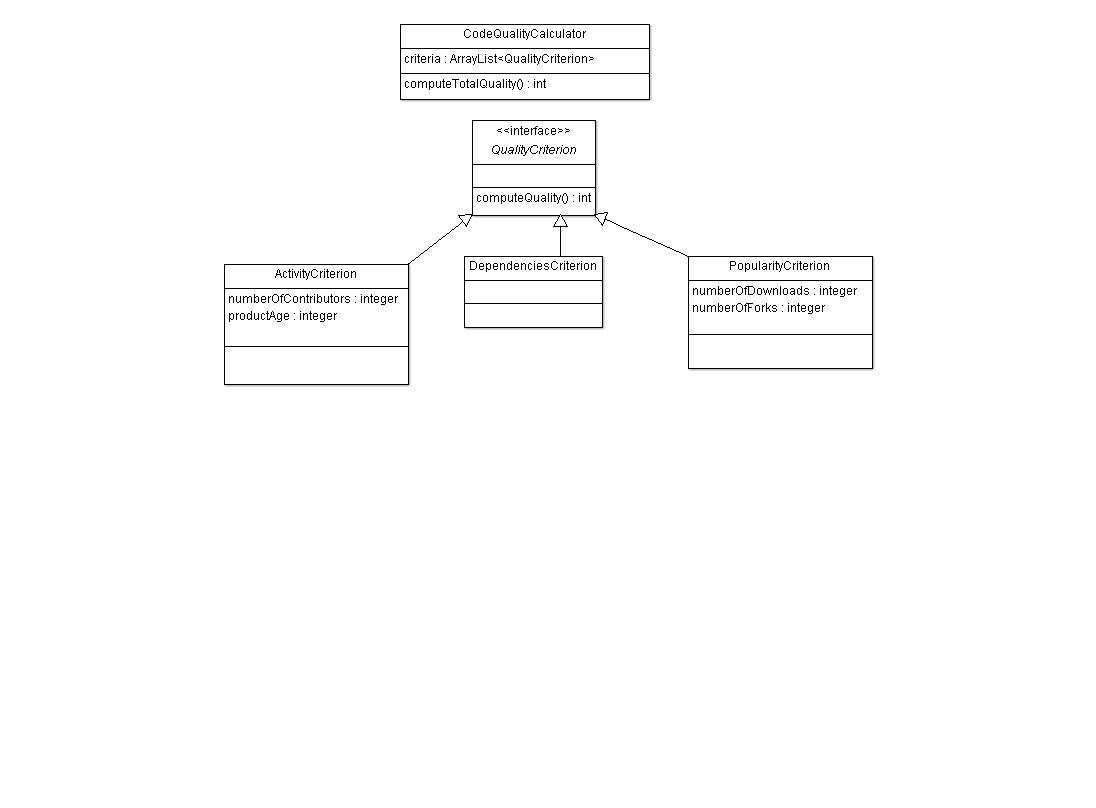 CodeQualityCalculator
criteria : ArrayList<QualityCriterion>
computeTotalQuality() : int
<<interface>>
QualityCriterion
computeQuality() : int
ActivityCriterion
numberOfContributors : integer
productAge : integer
DependenciesCriterion
PopularityCriterion
numberOfDownloads : integer
numberOfForks : integer